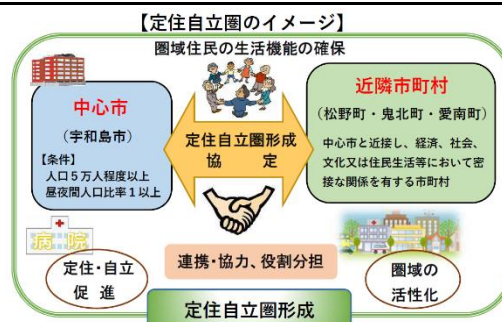 【定住自立圏のイメージ】
圏域住民の生活機能の確保
中心市
(宇和島市)
【条件】
人口5万人程度以上
昼夜間人口比率1以上
定住自立圏形成
協 定
近隣市町村
(松野町・鬼北町・愛南町)
中心市と近接し、経済、社会、
文化又は住民生活等において密
接な関係を有する市町村
病院
定住・自立
促 進
連携・協力、役割分担
圏域の
活性化
定住自立圏形成